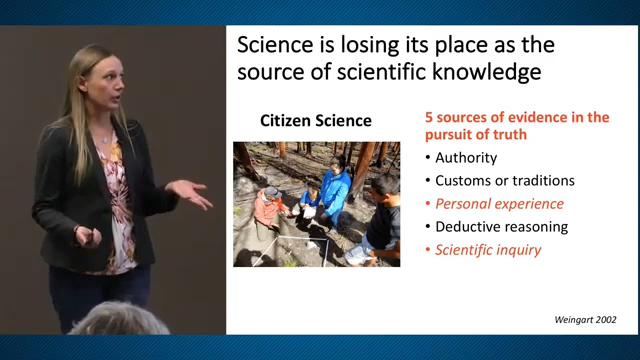 Science is losing its place as the
source of scientific knowledge
Citizen Science
5 sources of evidence in the
pursuit of truth
• Authority
• Customs or traditions
• Personal experience
• Deductive reasoning
• Scientific inquiry
Weingart 2002